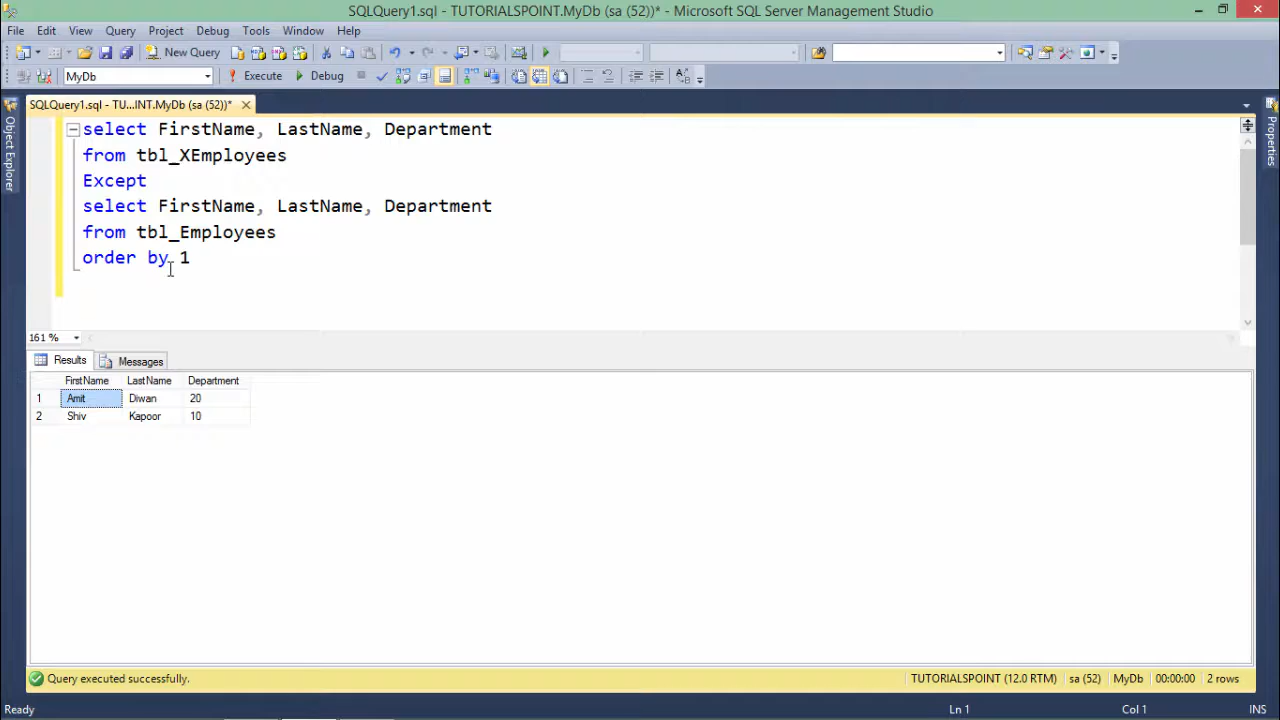 SQLQuery1.sql - TUTORIALSPOINT.MyDb (sa (52))* - Microsoft SQL Server Management Studio
File Edit View Query Project Debug Tools Window Help
New Query
MyDb Execute Debug
SQLQuery1.sql - TU...INT.MyDb (sa (52))*
Object Explorer
Properties
select FirstName, LastName, Department
from tbl_XEmployees
Except
select FirstName, LastName, Department
from tbl_Employees
order by 1
161 %
Results Messages
FirstName LastName Department
1 Amit Diwan 20
2 Shiv Kapoor 10
Query executed successfully. TUTORIALSPOINT (12.0 RTM) sa (52) MyDb 00:00:00 2 rows
Ready Ln 1 Col 1 INS